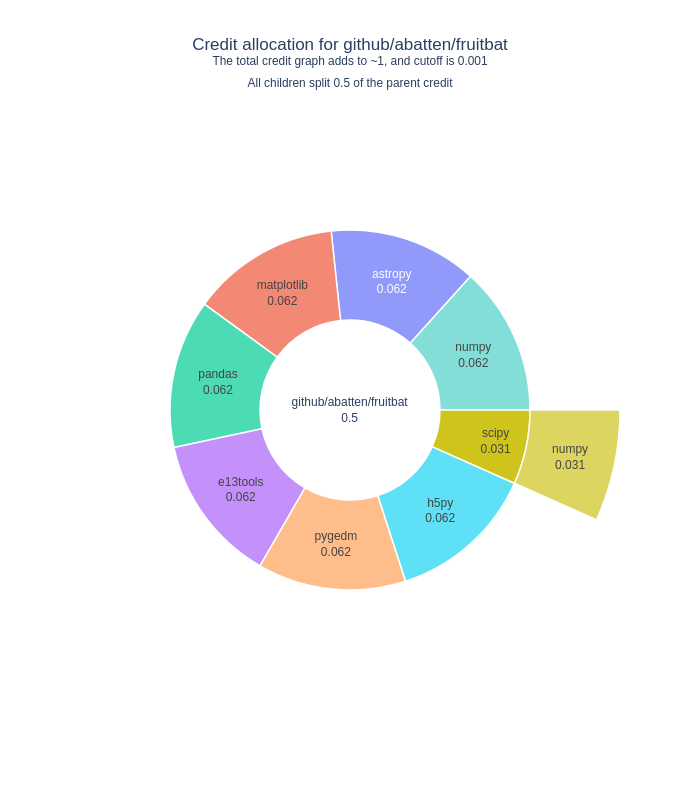 Credit allocation for github/abatten/fruitbat
The total credit graph adds to ~1, and cutoff is 0.001
All children split 0.5 of the parent credit
astropy
0.062
matplotlib
0.062
numpy
0.062
pandas
0.062
github/abatten/fruitbat
0.5
scipy
0.031
numpy
0.031
e13tools
0.062
h5py
0.062
pygedm
0.062